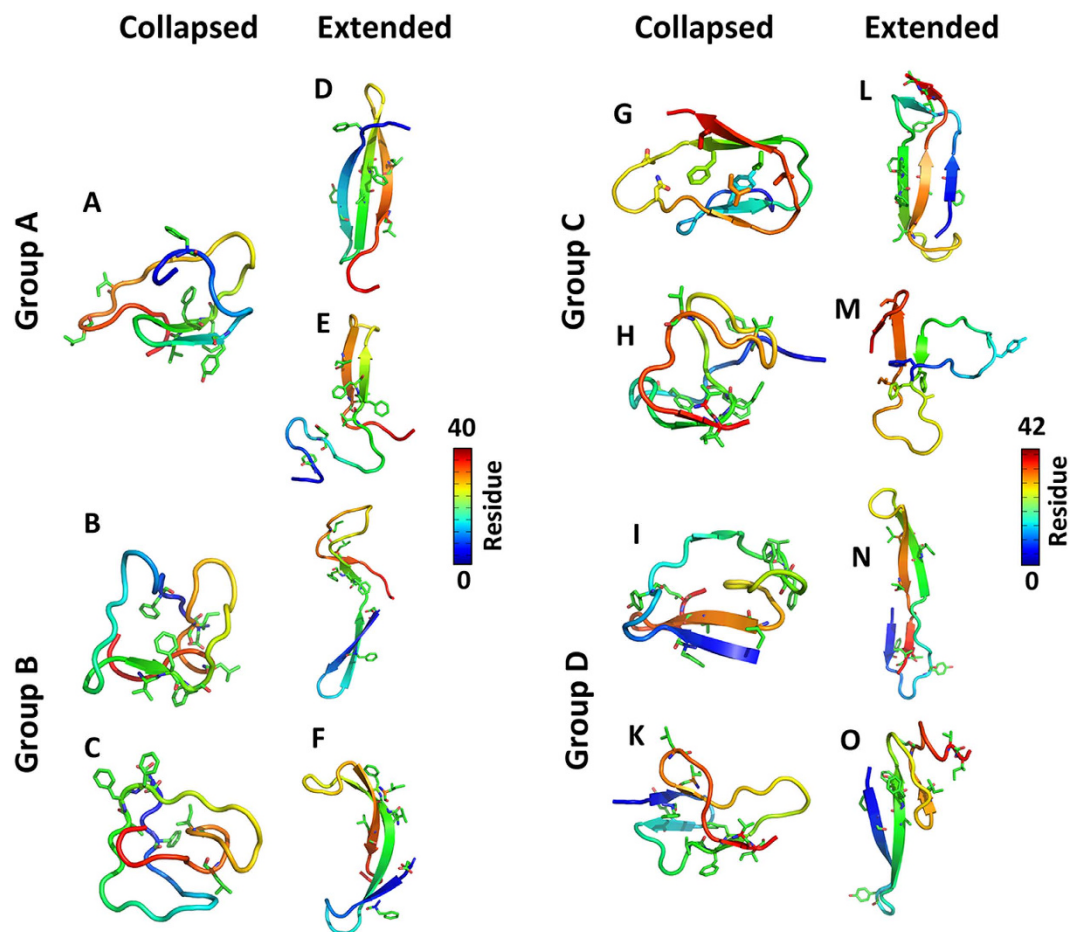 Collapsed Extended Collapsed Extended
Group A
A
D
E
Group B
B
C
F
40
Residue
0
Group C
G
L
H
M
Group D
I
N
K
O
42
Residue
0